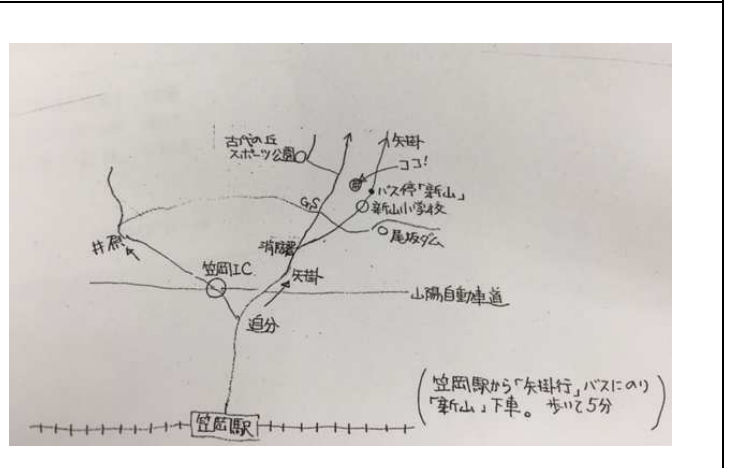 古代の丘
スポーツ公園
矢掛
ココ!
バス停「新山」
新山小学校
GS
尾坂ダム
消防署
井原
笠岡IC
矢掛
山陽自動車道
追分
笠岡駅から「矢掛行」バスにのり
「新山」下車。 歩いて5分
笠岡駅